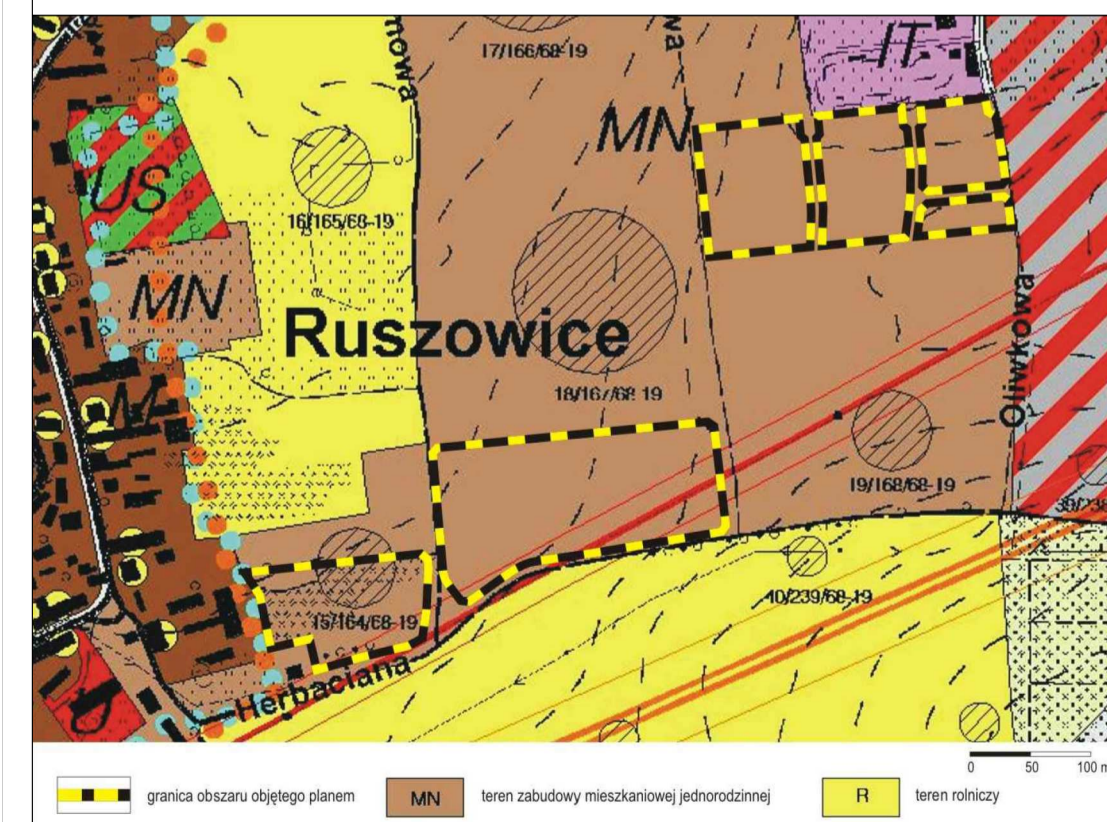 17/166/68-19
IT
MN
US
16/165/68-19
MN
Ruszowice
18/167/68-19
M
Oliwkowa
19/168/68-19
15/164/68-19
40/239/68-19
Herbaciana
U
0 50 100 m
granica obszaru objętego planem
MN teren zabudowy mieszkaniowej jednorodzinnej
R teren rolniczy